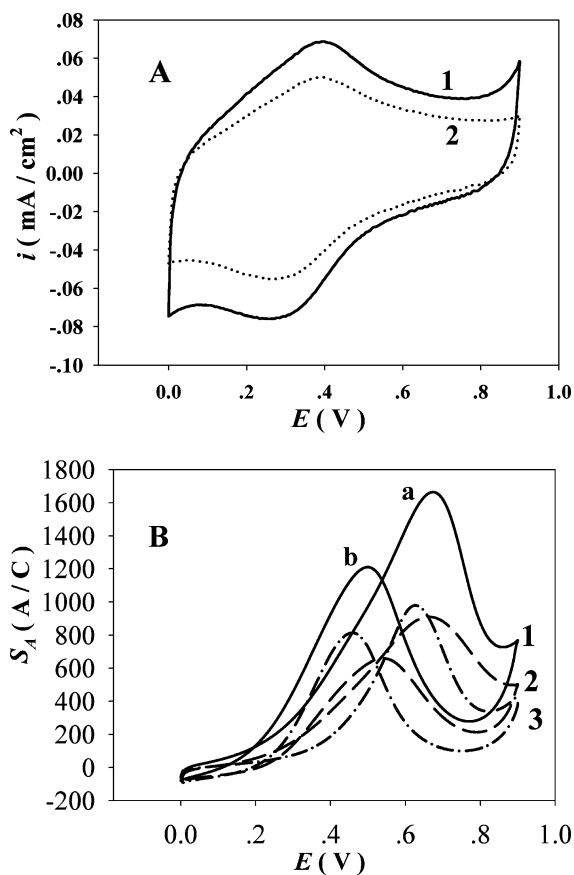 .08
.06
.04
.02
0.00
-.02
-.04
-.06
-.08
-.10
i ( mA / cm²)
A
1
2
0.0 .2 .4 .6 .8 1.0
E ( V )
1800
1600
1400
1200
1000
800
600
400
200
0
-200
S_A ( A / C )
B
a
b
1
2
3
0.0 .2 .4 .6 .8 1.0
E ( V )